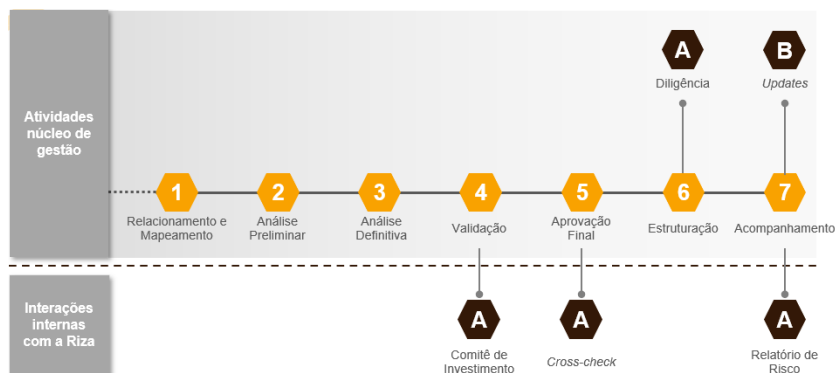 A
B
Diligência
Updates
Atividades
núcleo de
gestão
1
2
3
4
5
6
7
Relacionamento e
Mapeamento
Análise
Preliminar
Análise
Definitiva
Validação
Aprovação
Final
Estruturação
Acompanhamento
Interações
internas
com a Riza
A
A
A
Comitê de
Investimento
Cross-check
Relatório de
Risco